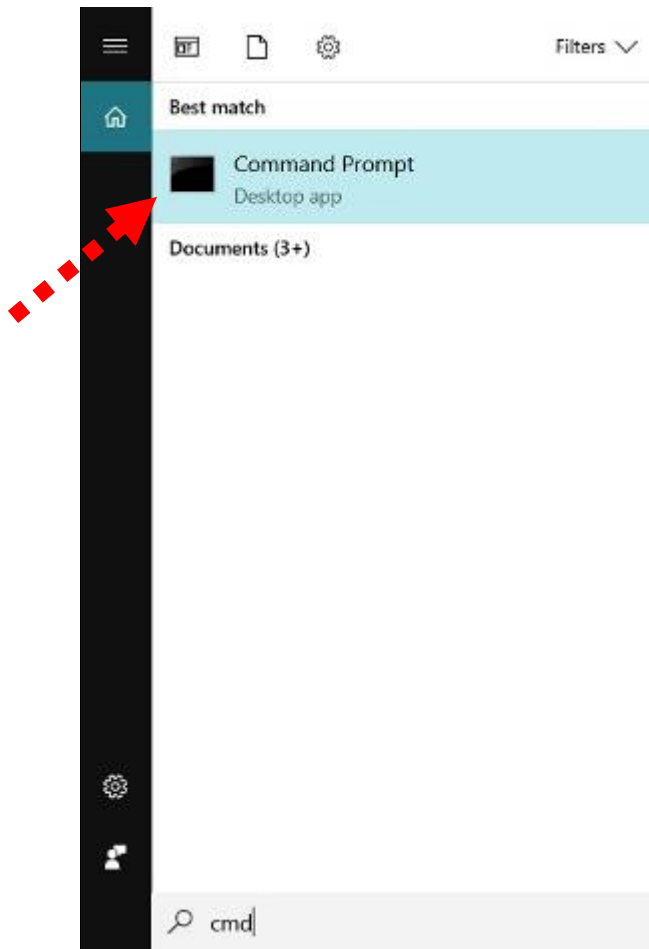 Filters
Best match
Command Prompt
Desktop app
Documents (3+)
cmd